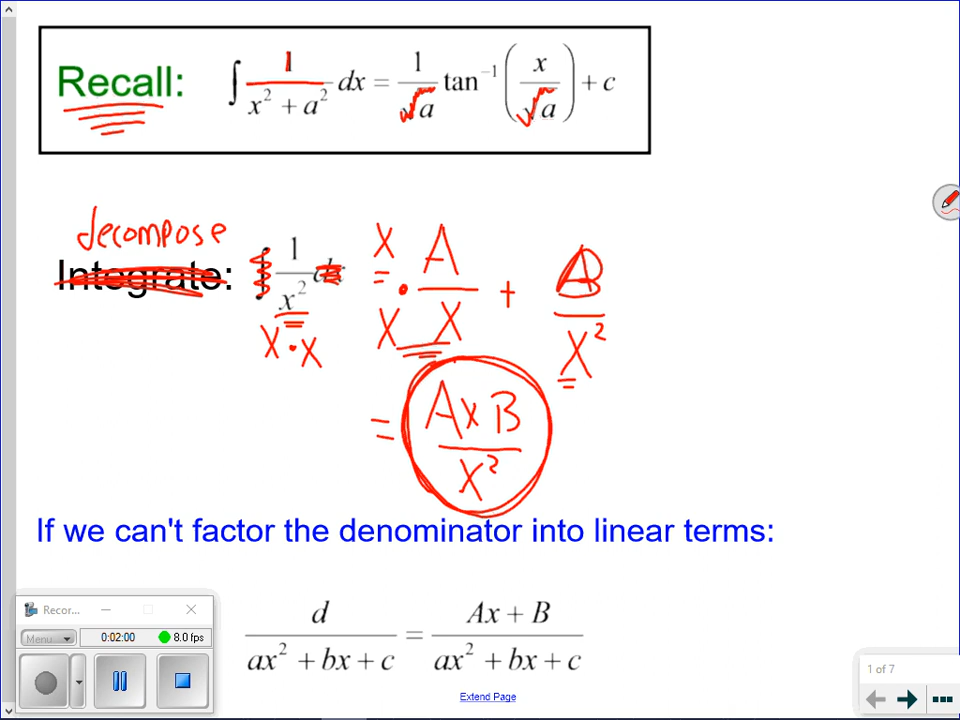 Recall: ∫ 1/(x² + a²) dx = 1/√a tan⁻¹(x/√a) + c
decompose
Integrate: ∫ 1/x² dx = x/x · A/x + B/x²
x · x
= AxB/x²
If we can't factor the denominator into linear terms:
d/(ax² + bx + c) = (Ax + B)/(ax² + bx + c)
Recor...
Menu
0:02:00
8.0 fps
Extend Page
1 of 7